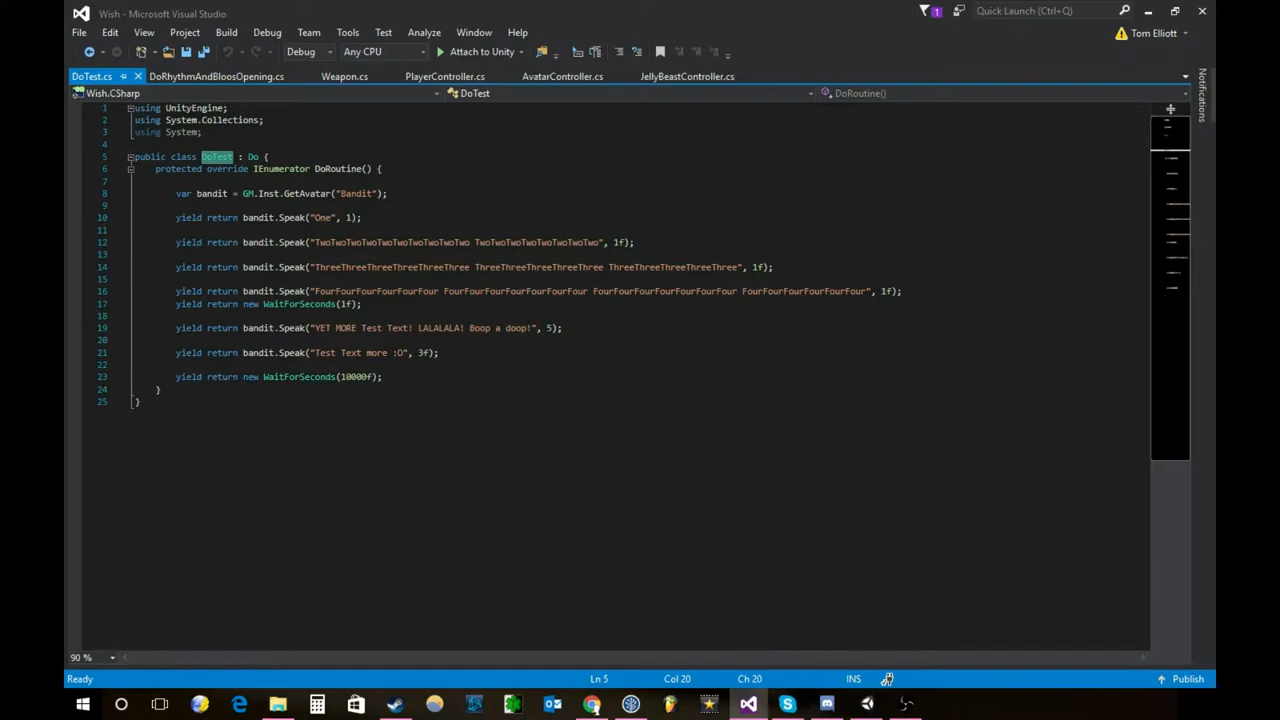 Wish - Microsoft Visual Studio
1
Quick Launch (Ctrl+Q)
File Edit View Project Build Debug Team Tools Test Analyze Window Help
Tom Elliott
Debug Any CPU Attach to Unity
DoTest.cs DoRhythmAndBloosOpening.cs Weapon.cs PlayerController.cs AvatarController.cs JellyBeastController.cs
Notifications
Wish.CSharp DoTest DoRoutine()
1 using UnityEngine;
2 using System.Collections;
3 using System;
4
5 public class DoTest : Do {
6 protected override IEnumerator DoRoutine() {
7
8 var bandit = GM.Inst.GetAvatar("Bandit");
9
10 yield return bandit.Speak("One", 1);
11
12 yield return bandit.Speak("TwoTwoTwoTwoTwoTwoTwoTwoTwoTwo TwoTwoTwoTwoTwoTwoTwoTwo", 1f);
13
14 yield return bandit.Speak("ThreeThreeThreeThreeThreeThree ThreeThreeThreeThreeThree ThreeThreeThreeThreeThree", 1f);
15
16 yield return bandit.Speak("FourFourFourFourFourFour FourFourFourFourFourFourFour FourFourFourFourFourFourFour FourFourFourFourFourFour", 1f);
17 yield return new WaitForSeconds(1f);
18
19 yield return bandit.Speak("YET MORE Test Text! LALALALA! Boop a doop!", 5);
20
21 yield return bandit.Speak("Test Text more :O", 3f);
22
23 yield return new WaitForSeconds(10000f);
24 }
25 }
90 %
Ready Ln 5 Col 20 Ch 20 INS Publish